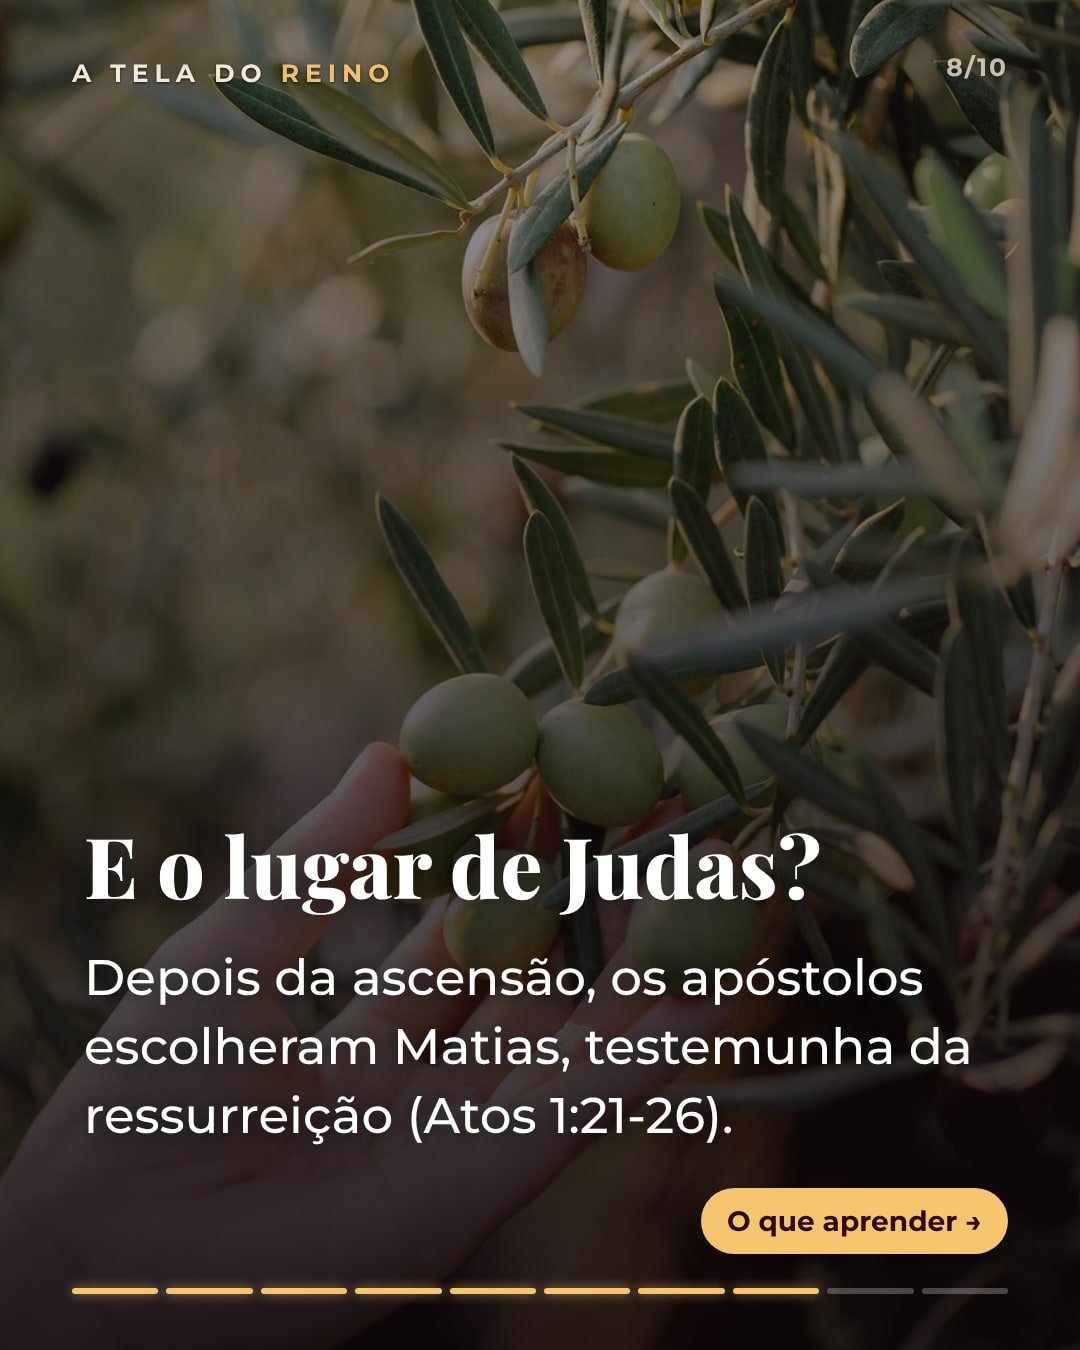 A TELA DO REINO
8/10
E o lugar de Judas?
Depois da ascensão, os apóstolos
escolheram Matias, testemunha da
ressurreição (Atos 1:21-26).
O que aprender →